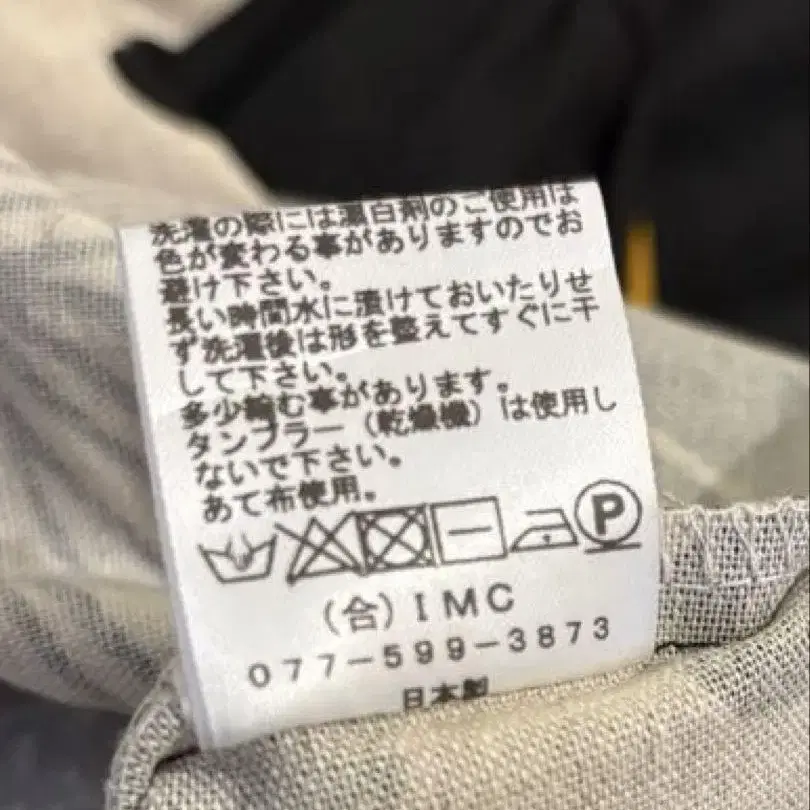 洗濯の際には漂白剤のご使用は
色が変わる事がありますのでお
避け下さい。
長い時間水に漬けておいたりせ
ず洗濯後は形を整えてすぐに干
して下さい。
多少縮む事があります。
タンブラー（乾燥機）は使用し
ないで下さい。
あて布使用。
P
(合)IMC
077-599-3873
日本製